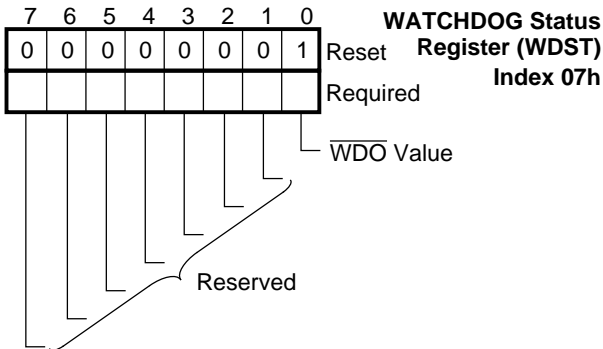 7 6 5 4 3 2 1 0
WATCHDOG Status
Register (WDST)
Index 07h
0 0 0 0 0 0 0 1 Reset
Required
W̅D̅O̅ Value
Reserved